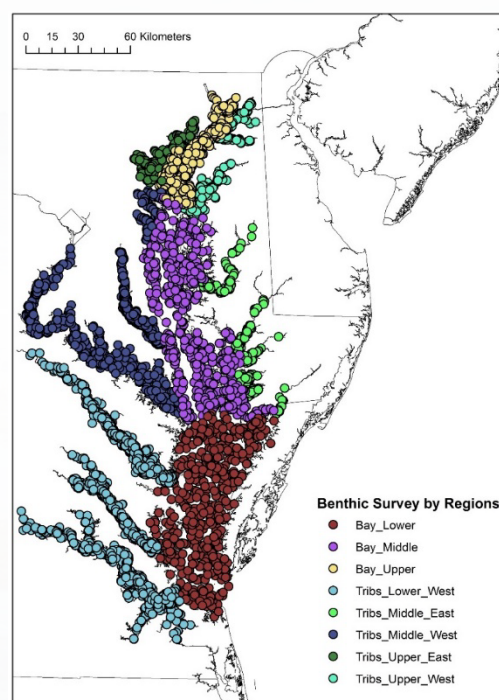 0 15 30 60 Kilometers
Benthic Survey by Regions
Bay_Lower
Bay_Middle
Bay_Upper
Tribs_Lower_West
Tribs_Middle_East
Tribs_Middle_West
Tribs_Upper_East
Tribs_Upper_West